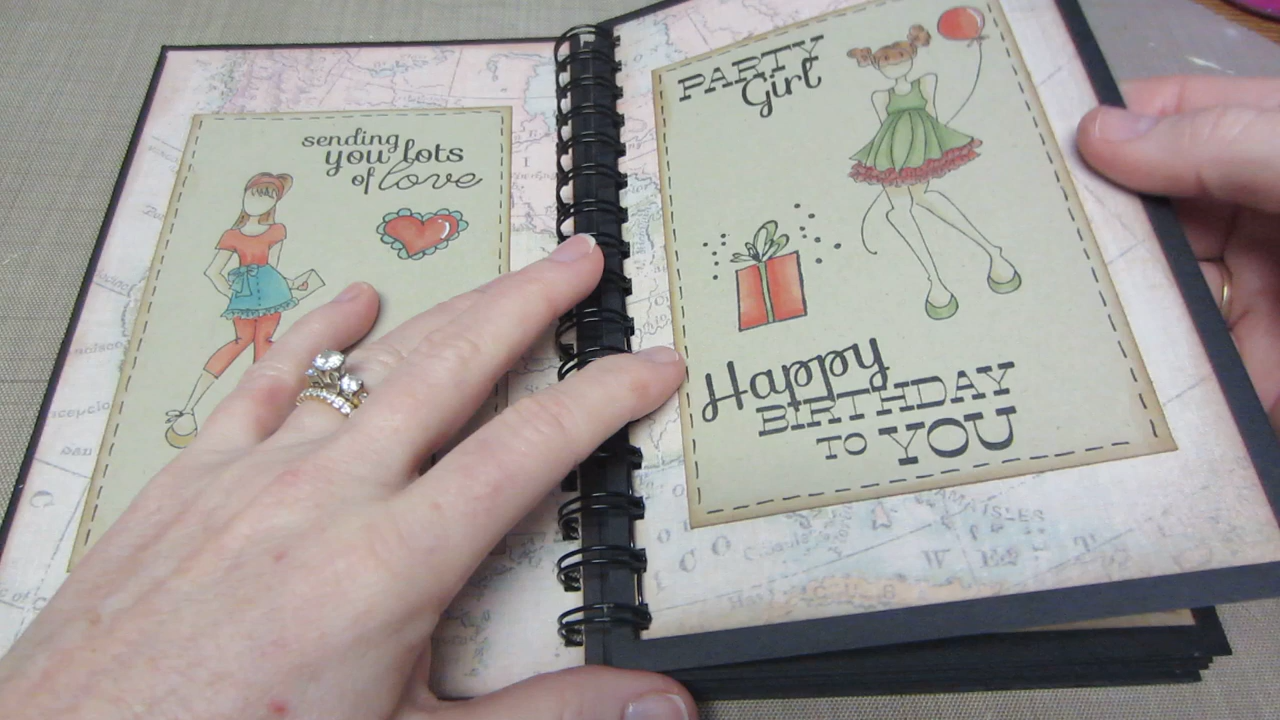 sending
you lots
of love
PARTY
Girl
Happy
BIRTHDAY
TO YOU